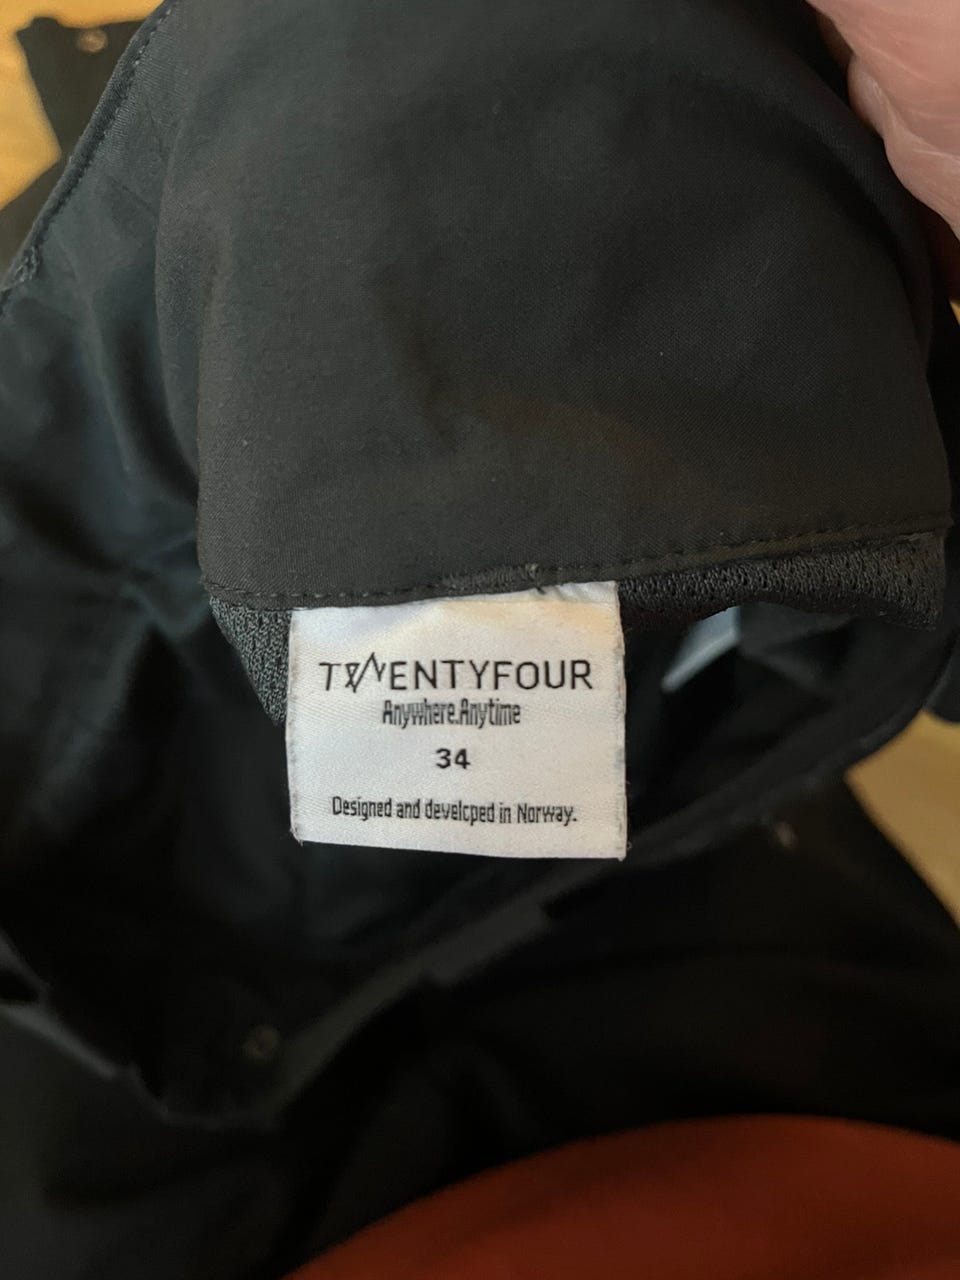 TWENTYFOUR
Anywhere.Anytime
34
Designed and develcped in Norway.